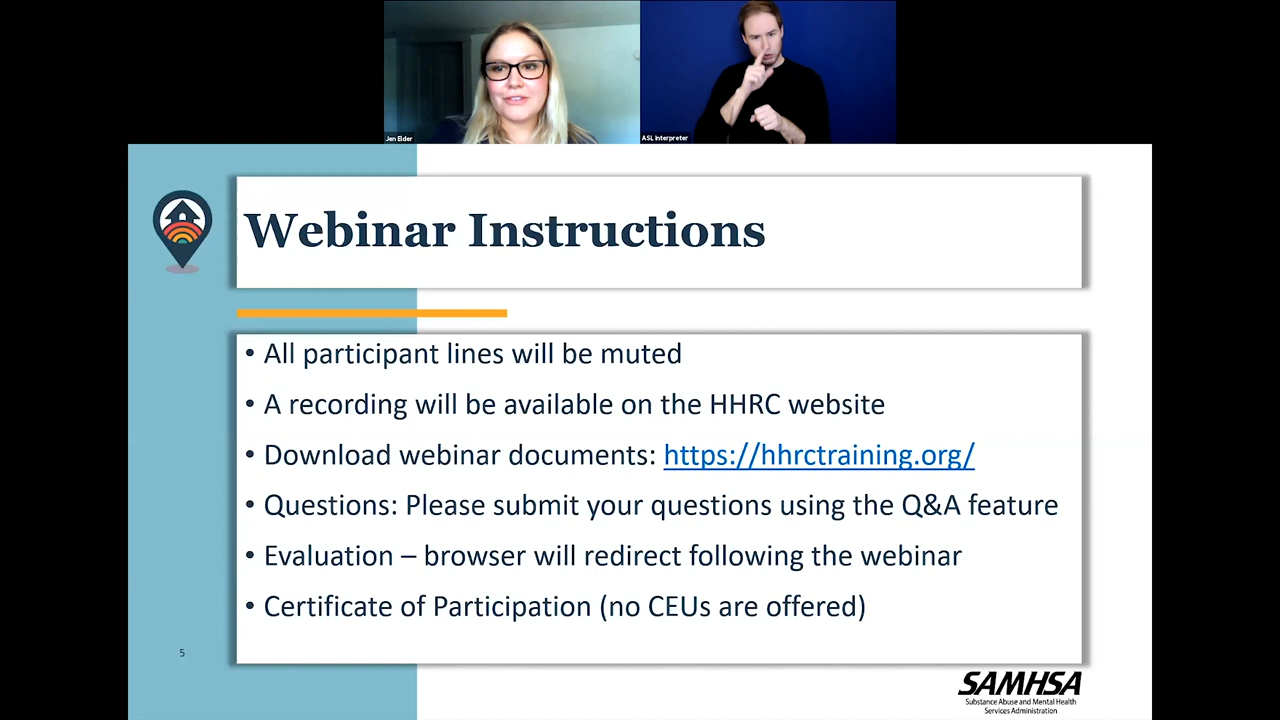 Jen Elder
ASL Interpreter
Webinar Instructions
• All participant lines will be muted
• A recording will be available on the HHRC website
• Download webinar documents: https://hhrctraining.org/
• Questions: Please submit your questions using the Q&A feature
• Evaluation – browser will redirect following the webinar
• Certificate of Participation (no CEUs are offered)
5
SAMHSA
Substance Abuse and Mental Health
Services Administration